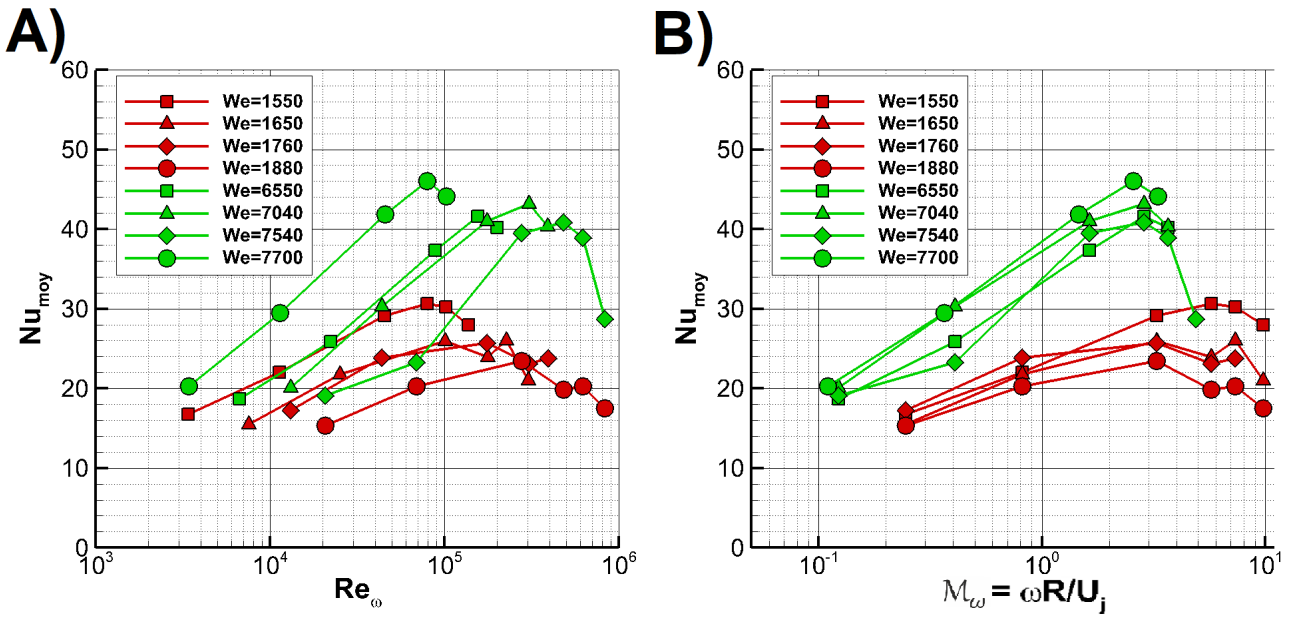 A)
60
50
40
30
20
10
0
Nu_moy
We=1550
We=1650
We=1760
We=1880
We=6550
We=7040
We=7540
We=7700
10^3 10^4 10^5 10^6
Re_ω
B)
60
50
40
30
20
10
0
Nu_moy
We=1550
We=1650
We=1760
We=1880
We=6550
We=7040
We=7540
We=7700
10^-1 10^0 10^1
ℳ_ω = ωR/U_j